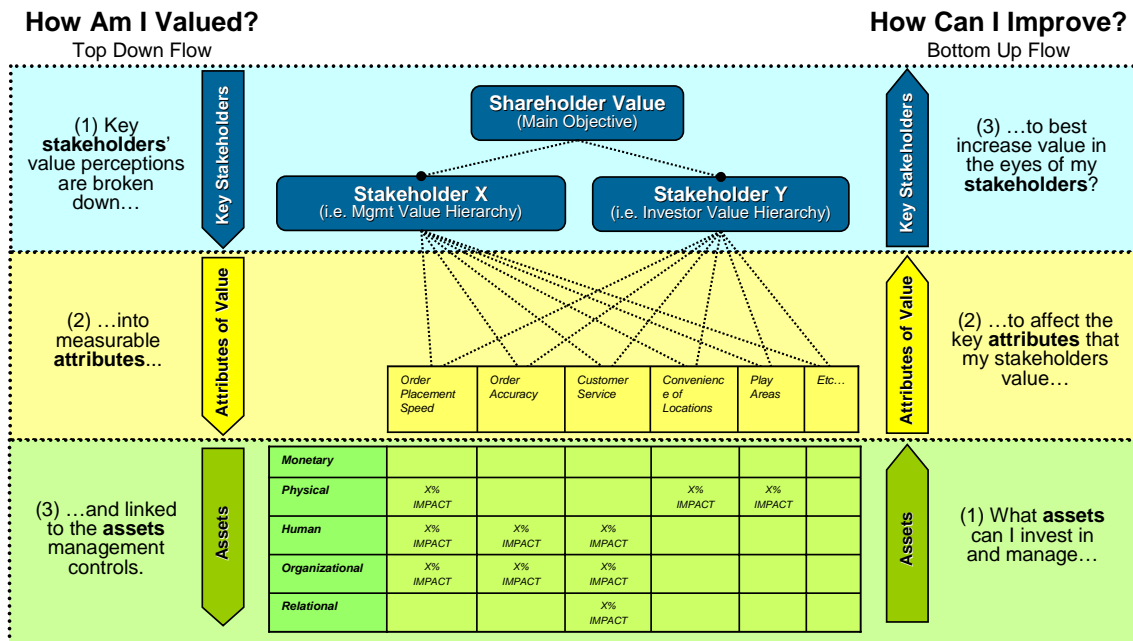 How Am I Valued?
Top Down Flow
How Can I Improve?
Bottom Up Flow
(1) Key
stakeholders'
value perceptions
are broken
down…
Key Stakeholders
Shareholder Value
(Main Objective)
Stakeholder X
(i.e. Mgmt Value Hierarchy)
Stakeholder Y
(i.e. Investor Value Hierarchy)
Key Stakeholders
(3) …to best
increase value in
the eyes of my
stakeholders?
(2) …into
measurable
attributes...
Attributes of Value
Order
Placement
Speed
Order
Accuracy
Customer
Service
Convenienc
e of
Locations
Play
Areas
Etc…
Attributes of Value
(2) …to affect the
key attributes that
my stakeholders
value…
(3) …and linked
to the assets
management
controls.
Assets
Monetary
Physical
X%
IMPACT
X%
IMPACT
X%
IMPACT
Human
X%
IMPACT
X%
IMPACT
X%
IMPACT
Organizational
X%
IMPACT
X%
IMPACT
X%
IMPACT
Relational
X%
IMPACT
Assets
(1) What assets
can I invest in
and manage…